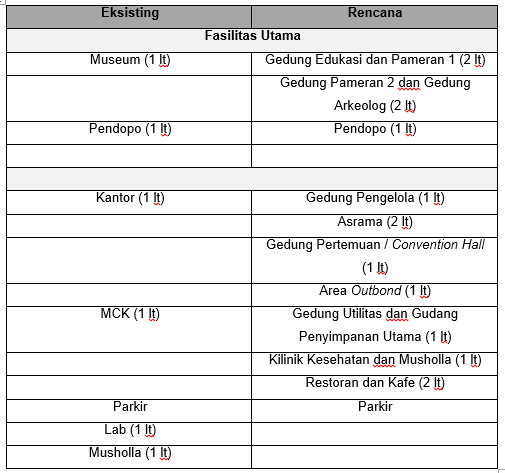 Eksisting Rencana
Fasilitas Utama
Museum (1 lt) Gedung Edukasi dan Pameran 1 (2 lt)
Gedung Pameran 2 dan Gedung
Arkeolog (2 lt)
Pendopo (1 lt) Pendopo (1 lt)
Kantor (1 lt) Gedung Pengelola (1 lt)
Asrama (2 lt)
Gedung Pertemuan / Convention Hall
(1 lt)
Area Outbond (1 lt)
MCK (1 lt) Gedung Utilitas dan Gudang
Penyimpanan Utama (1 lt)
Kilinik Kesehatan dan Musholla (1 lt)
Restoran dan Kafe (2 lt)
Parkir Parkir
Lab (1 lt)
Musholla (1 lt)